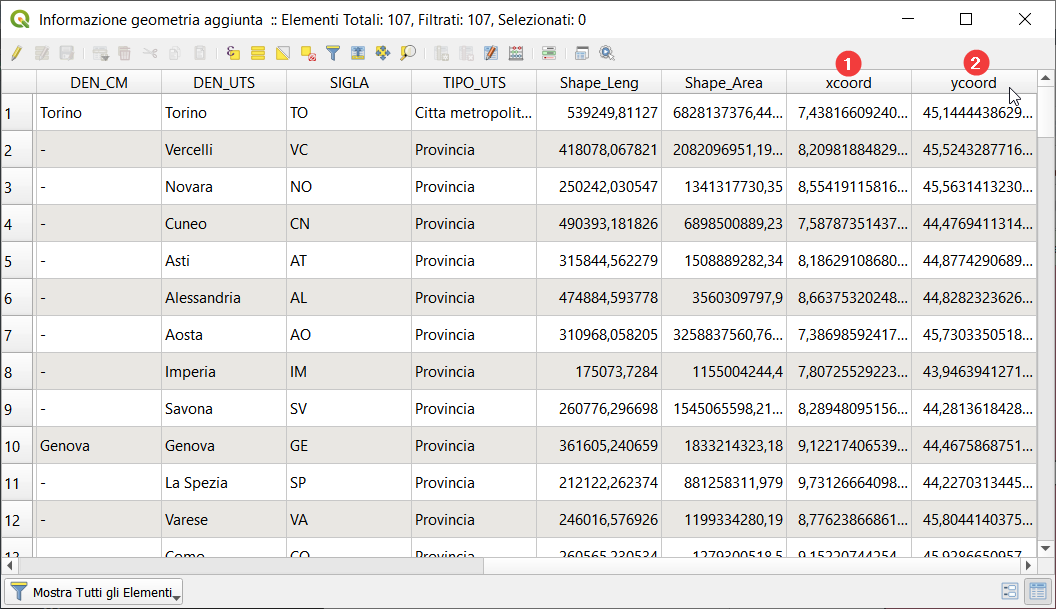 Informazione geometria aggiunta :: Elementi Totali: 107, Filtrati: 107, Selezionati: 0
1 2
DEN_CM DEN_UTS SIGLA TIPO_UTS Shape_Leng Shape_Area xcoord ycoord
1 Torino Torino TO Citta metropolit... 539249,81127 6828137376,44... 7,43816609240... 45,1444438629...
2 - Vercelli VC Provincia 418078,067821 2082096951,19... 8,20981884829... 45,5243287716...
3 - Novara NO Provincia 250242,030547 1341317730,35 8,55419115816... 45,5631413230...
4 - Cuneo CN Provincia 490393,181826 6898500889,23 7,58787351437... 44,4769411314...
5 - Asti AT Provincia 315844,562279 1508889282,34 8,18629108680... 44,8774290689...
6 - Alessandria AL Provincia 474884,593778 3560309797,9 8,66375320248... 44,8282323626...
7 - Aosta AO Provincia 310968,058205 3258837560,76... 7,38698592417... 45,7303350518...
8 - Imperia IM Provincia 175073,7284 1155004244,4 7,80725529223... 43,9463941271...
9 - Savona SV Provincia 260776,296698 1545065598,21... 8,28948095156... 44,2813618428...
10 Genova Genova GE Provincia 361605,240659 1833214323,18 9,12217406539... 44,4675868751...
11 - La Spezia SP Provincia 212122,262374 881258311,979 9,73126664098... 44,2270313445...
12 - Varese VA Provincia 246016,576926 1199334280,19 8,77623866861... 45,8044140375...
13 Como CO Provincia 260565,230534 1279300518,5 9,15220744254... 45,9286650957...
Mostra Tutti gli Elementi